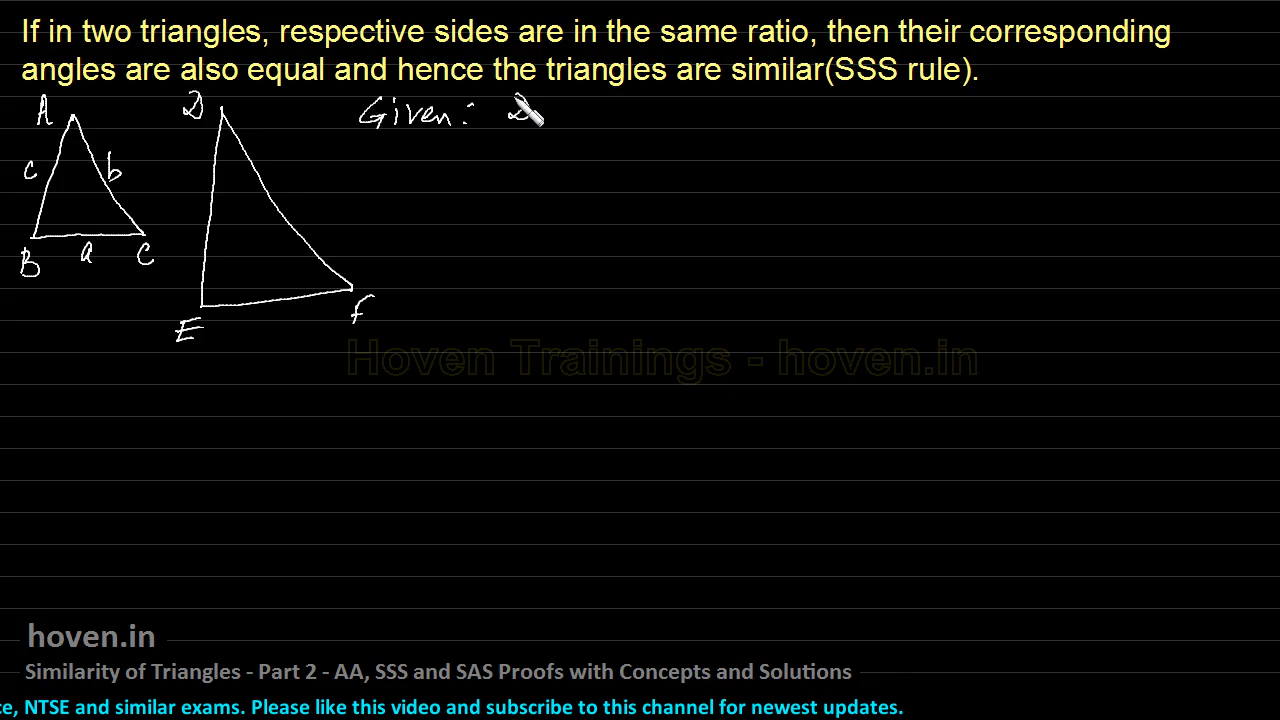 If in two triangles, respective sides are in the same ratio, then their corresponding
angles are also equal and hence the triangles are similar(SSS rule).
A D Given: D
c b
B a C
E F
Hoven Trainings - hoven.in
hoven.in
Similarity of Triangles - Part 2 - AA, SSS and SAS Proofs with Concepts and Solutions
ce, NTSE and similar exams. Please like this video and subscribe to this channel for newest updates.